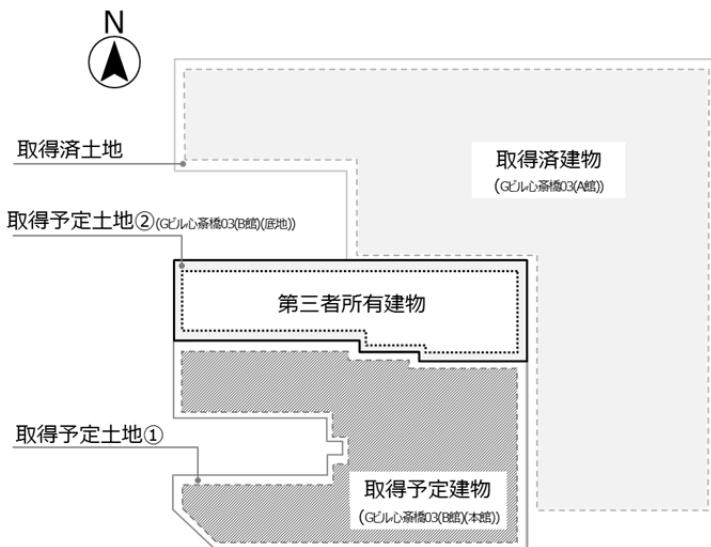 N
取得済土地
取得済建物
(Gビル心斎橋03(A館))
取得予定土地②(Gビル心斎橋03(B館)(底地))
第三者所有建物
取得予定土地①
取得予定建物
(Gビル心斎橋03(B館)(本館))